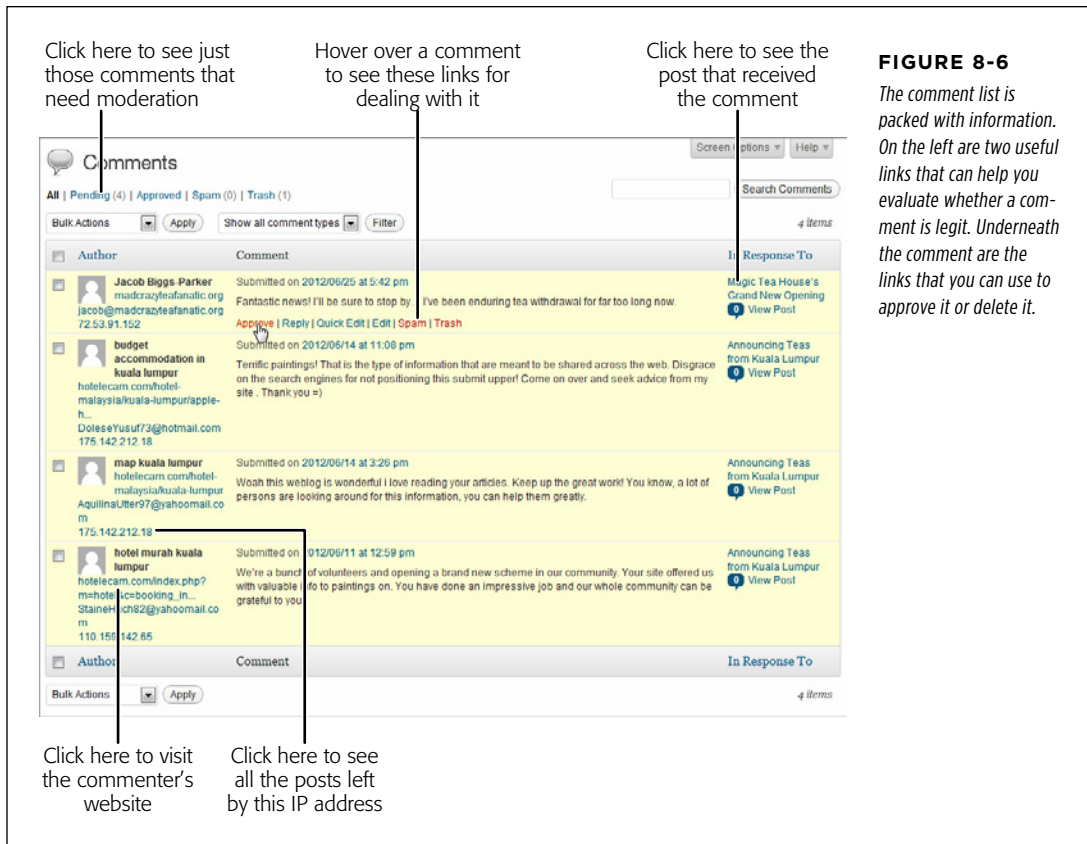 Click here to see just
those comments that
need moderation
Hover over a comment
to see these links for
dealing with it
Click here to see the
post that received
the comment
FIGURE 8-6
The comment list is
packed with information.
On the left are two useful
links that can help you
evaluate whether a com-
ment is legit. Underneath
the comment are the
links that you can use to
approve it or delete it.
Screen Options Help
Comments
All | Pending (4) | Approved | Spam (0) | Trash (1)
Search Comments
Bulk Actions Apply Show all comment types Filter 4 items
Author Comment In Response To
Jacob Biggs-Parker
madcrazyteafanatic.org
jacob@madcrazyteafanatic.org
72.53.91.152
Submitted on 2012/06/25 at 5:42 pm
Fantastic news! I'll be sure to stop by. I've been enduring tea withdrawal for far too long now.
Approve | Reply | Quick Edit | Edit | Spam | Trash
Magic Tea House's
Grand New Opening
0 View Post
budget
accommodation in
kuala lumpur
hotelecam.com/hotel-
malaysia/kuala-lumpur/apple-
h...
DoleseYusuf73@hotmail.com
175.142.212.18
Submitted on 2012/06/14 at 11:08 pm
Terrific paintings! That is the type of information that are meant to be shared across the web. Disgrace
on the search engines for not positioning this submit upper! Come on over and seek advice from my
site . Thank you =)
Announcing Teas
from Kuala Lumpur
0 View Post
map kuala lumpur
hotelecam.com/hotel-
malaysia/kuala-lumpur
AquilinaUtter97@yahoomail.co
m
175.142.212.18
Submitted on 2012/06/14 at 3:26 pm
Woah this weblog is wonderful i love reading your articles. Keep up the great work! You know, a lot of
persons are looking around for this information, you can help them greatly.
Announcing Teas
from Kuala Lumpur
0 View Post
hotel murah kuala
lumpur
hotelecam.com/index.php?
m=hotel&c=booking_in...
m
110.159.142.65
Submitted on 2012/06/11 at 12:59 pm
We're a bunch of volunteers and opening a brand new scheme in our community. Your site offered us
with valuable info to paintings on. You have done an impressive job and our whole community can be
grateful to you
Announcing Teas
from Kuala Lumpur
0 View Post
Author Comment In Response To
Bulk Actions Apply 4 items
Click here to visit
the commenter's
website
Click here to see
all the posts left
by this IP address